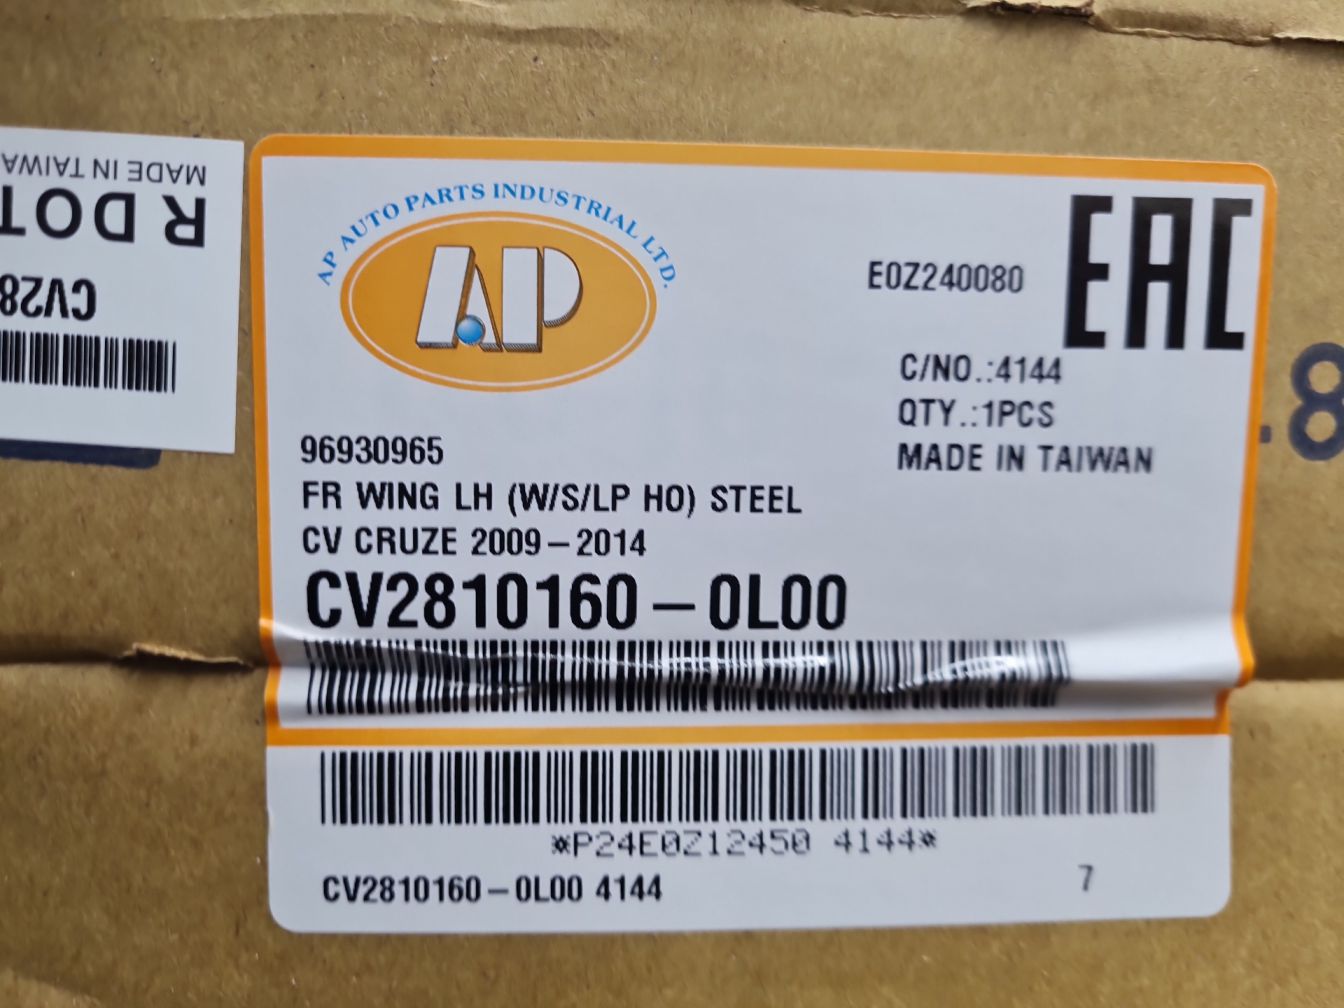 MADE IN TAIWA
R DOT
CV28
AP AUTO PARTS INDUSTRIAL LTD.
AP
E0Z240080
EAC
C/NO.:4144
QTY.:1PCS
MADE IN TAIWAN
96930965
FR WING LH (W/S/LP HO) STEEL
CV CRUZE 2009-2014
CV2810160-0L00
*P24E0Z12450 4144*
CV2810160-0L00 4144
7
8